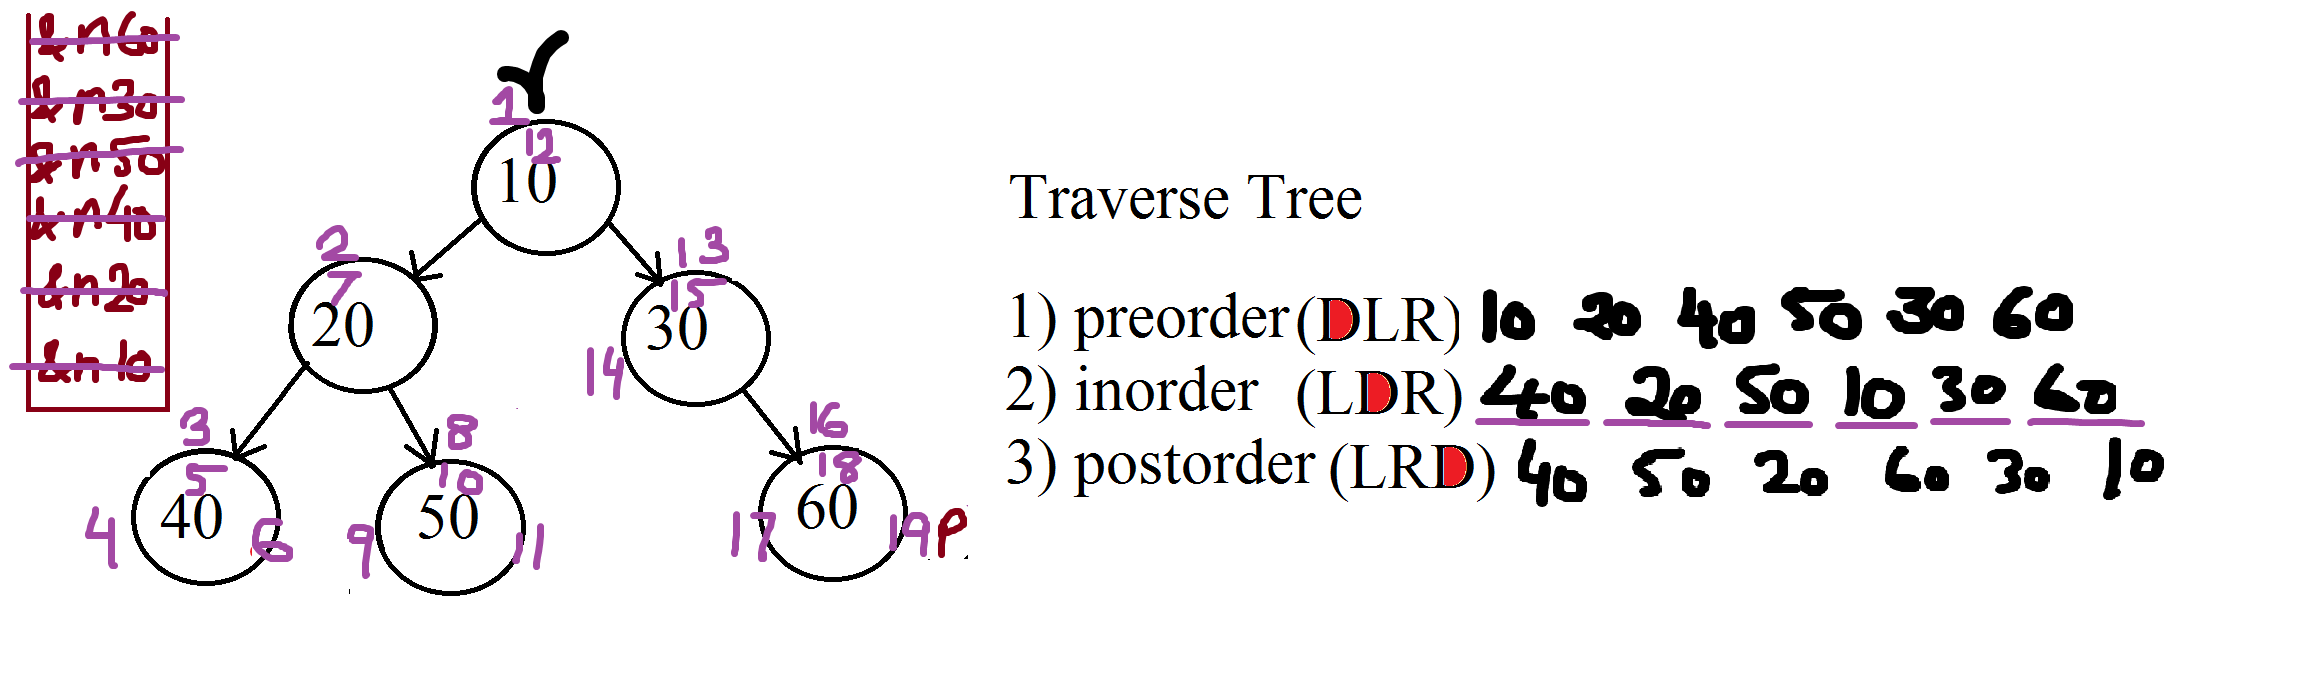 &n60
&n30
&n50
&n40
&n20
&n10
1
12
10
2
7
20
13
15
30
14
3
5
40
4
6
8
10
50
9
11
16
18
60
17
19
P
Traverse Tree
1) preorder (DLR) 10 20 40 50 30 60
2) inorder (LDR) 40 20 50 10 30 60
3) postorder (LRD) 40 50 20 60 30 10